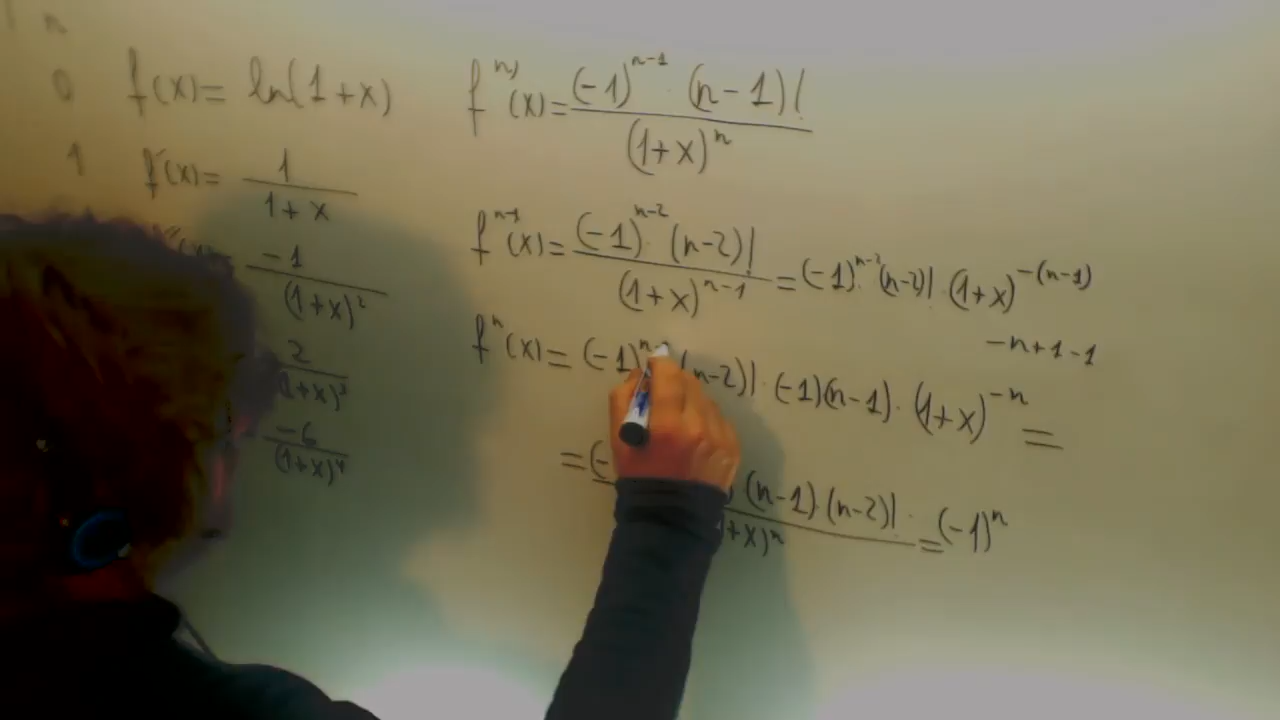 n
0 f(x)= ln(1+x)
1 f'(x)= 1/(1+x)
-1/(1+x)^2
2/(1+x)^3
-6/(1+x)^4
f^n)(x)= (-1)^{n-1} · (n-1)!/(1+x)^n
f^{n-1}(x)= (-1)^{n-2} · (n-2)!/(1+x)^{n-1} = (-1)^{n-2} · (n-2)! · (1+x)^{-(n-1)}
-n+1-1
f^n(x)= (-1)^n (n-2)! · (-1)(n-1) · (1+x)^{-n} =
= (- (n-1) · (n-2)! · / +x)^n = (-1)^n